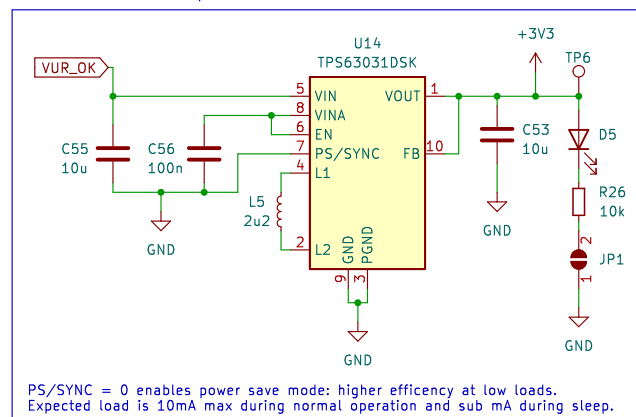 U14
TPS63031DSK
+3V3
TP6
VUR_OK
5 VIN
8 VINA
6 EN
7 PS/SYNC
4 L1
2 L2
VOUT 1
FB 10
GND 9
PGND 3
C55
10u
C56
100n
L5
2u2
C53
10u
D5
R26
10k
2
JP1
1
GND
GND
GND
GND
PS/SYNC = 0 enables power save mode: higher efficency at low loads.
Expected load is 10mA max during normal operation and sub mA during sleep.